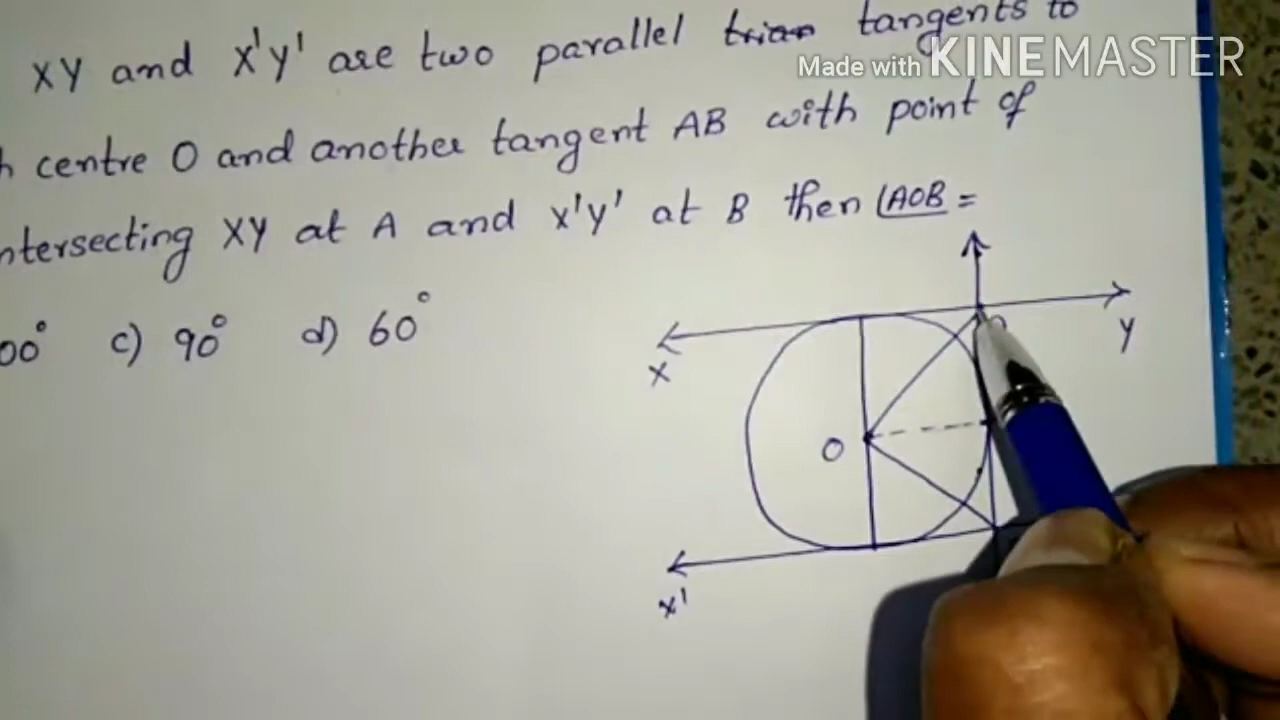 XY and X'Y' are two parallel tangents to
Made with KINEMASTER
centre O and another tangent AB with point of
ntersecting XY at A and X'Y' at B then ∠AOB =
00° c) 90° d) 60°
X
Y
O
X'